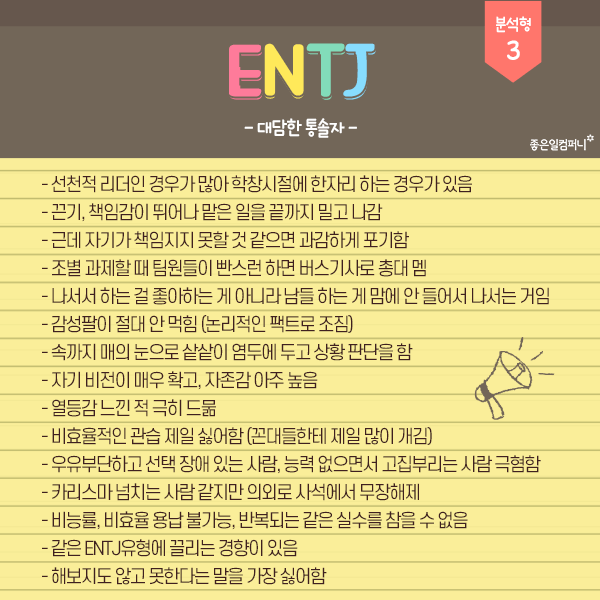 분석형
3
ENTJ
- 대담한 통솔자 -
좋은일컴퍼니
- 선천적 리더인 경우가 많아 학창시절에 한자리 하는 경우가 있음
- 끈기, 책임감이 뛰어나 맡은 일을 끝까지 밀고 나감
- 근데 자기가 책임지지 못할 것 같으면 과감하게 포기함
- 조별 과제할 때 팀원들이 빤스런 하면 버스기사로 총대 멤
- 나서서 하는 걸 좋아하는 게 아니라 남들 하는 게 맘에 안 들어서 나서는 거임
- 감성팔이 절대 안 먹힘 (논리적인 팩트로 조짐)
- 속까지 매의 눈으로 샅샅이 염두에 두고 상황 판단을 함
- 자기 비전이 매우 확고, 자존감 아주 높음
- 열등감 느낀 적 극히 드묾
- 비효율적인 관습 제일 싫어함 (꼰대들한테 제일 많이 개김)
- 우유부단하고 선택 장애 있는 사람, 능력 없으면서 고집부리는 사람 극혐함
- 카리스마 넘치는 사람 같지만 의외로 사석에서 무장해제
- 비능률, 비효율 용납 불가능, 반복되는 같은 실수를 참을 수 없음
- 같은 ENTJ유형에 끌리는 경향이 있음
- 해보지도 않고 못한다는 말을 가장 싫어함